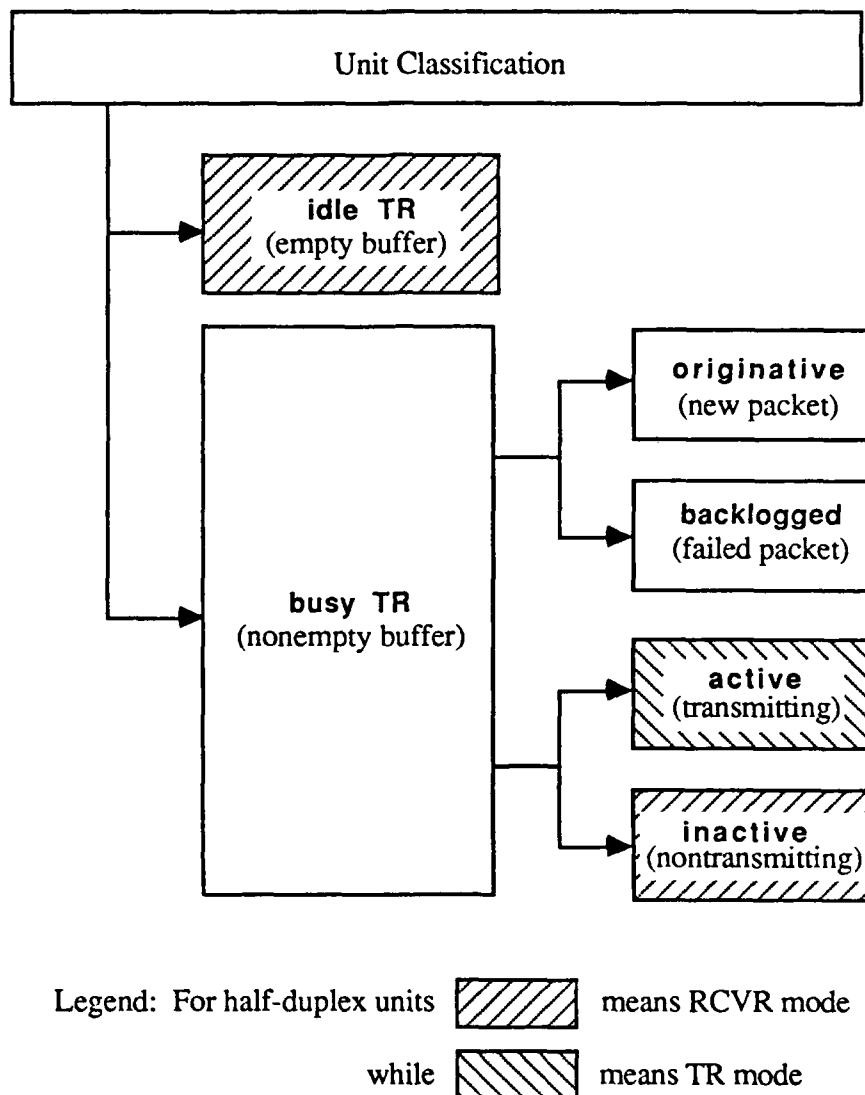 Unit Classification
idle TR
(empty buffer)
originative
(new packet)
backlogged
(failed packet)
busy TR
(nonempty buffer)
active
(transmitting)
inactive
(nontransmitting)
Legend: For half-duplex units means RCVR mode
while means TR mode